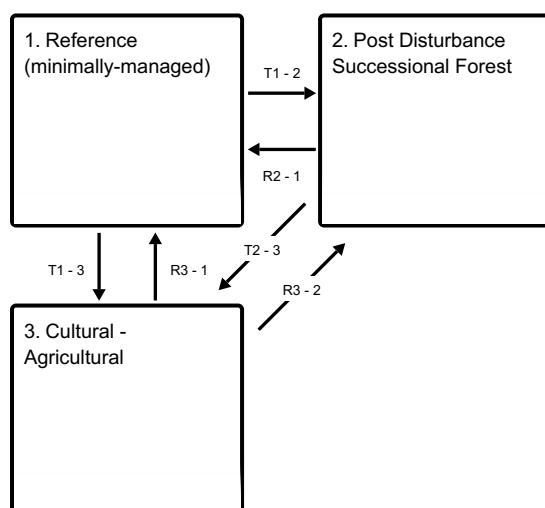 1. Reference
(minimally-managed)
2. Post Disturbance
Successional Forest
T1 - 2
R2 - 1
T2 - 3
T1 - 3
R3 - 1
R3 - 2
3. Cultural -
Agricultural